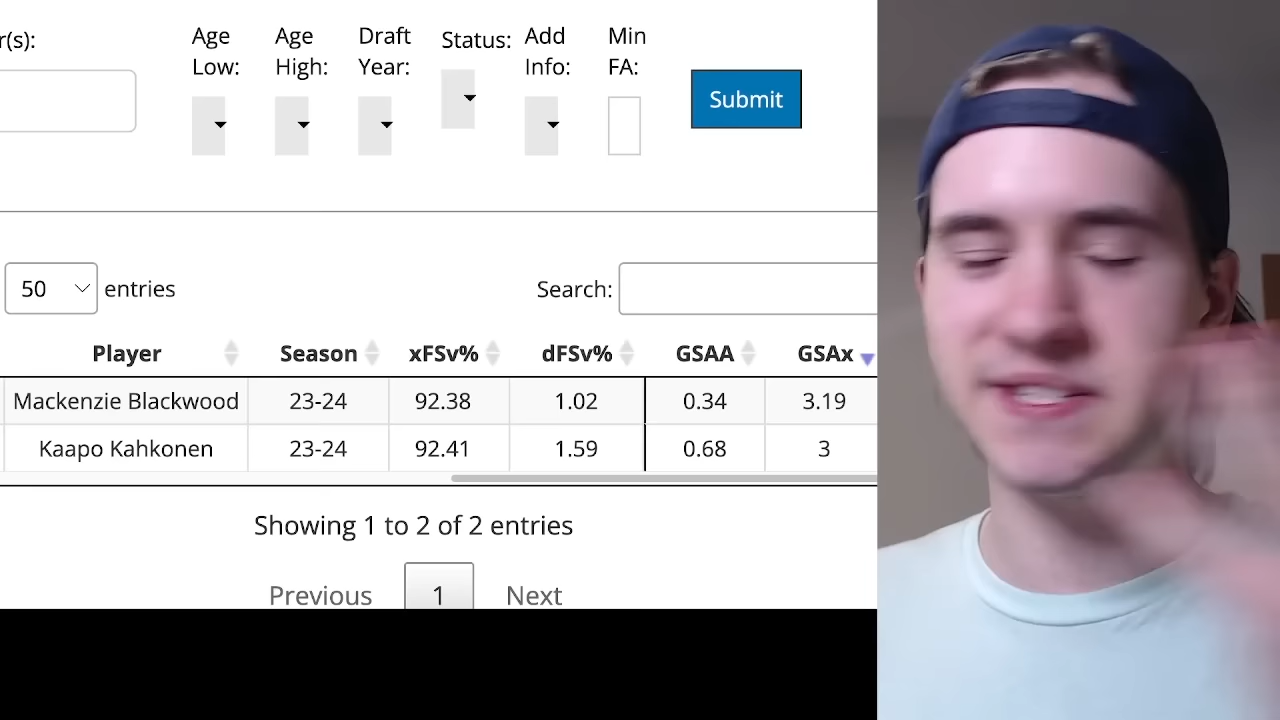 r(s):
Age Low:
Age High:
Draft Year:
Status:
Add Info:
Min FA:
Submit
50 entries
Search:
Player Season xFSv% dFSv% GSAA GSAx
Mackenzie Blackwood 23-24 92.38 1.02 0.34 3.19
Kaapo Kahkonen 23-24 92.41 1.59 0.68 3
Showing 1 to 2 of 2 entries
Previous 1 Next